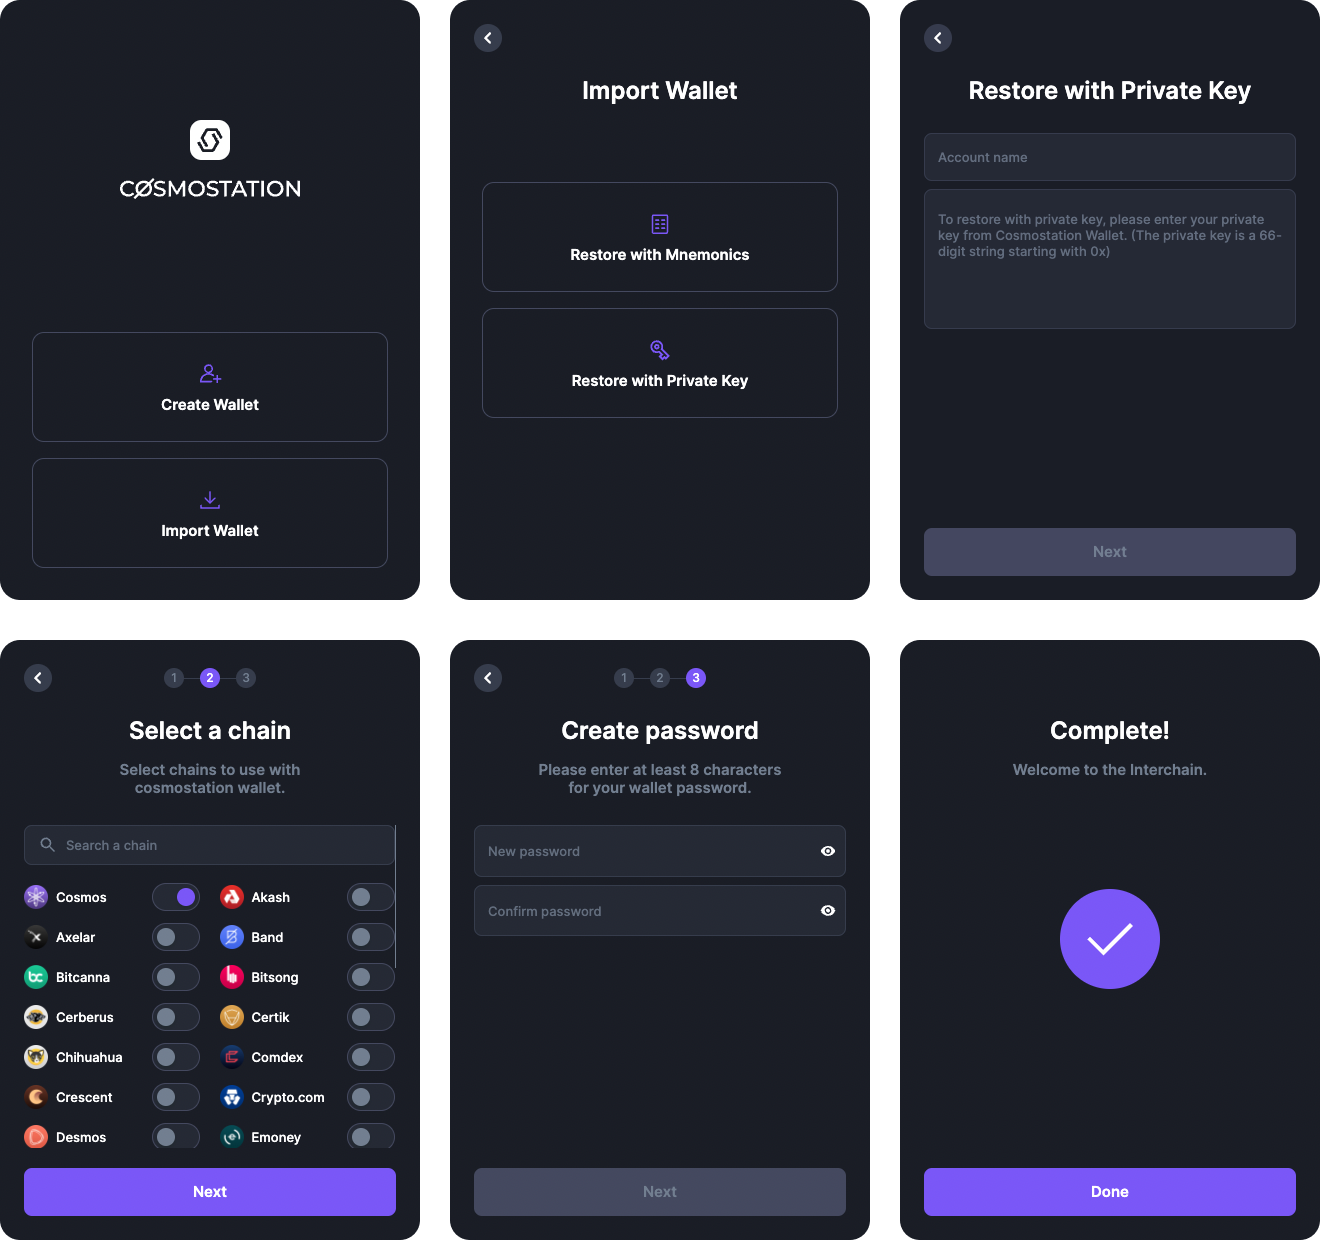 CØSMOSTATION
Create Wallet
Import Wallet
Import Wallet
Restore with Mnemonics
Restore with Private Key
Restore with Private Key
Account name
To restore with private key, please enter your private
key from Cosmostation Wallet. (The private key is a 66-
digit string starting with 0x)
Next
1 2 3
Select a chain
Select chains to use with
cosmostation wallet.
Search a chain
Cosmos Akash
Axelar Band
Bitcanna Bitsong
Cerberus Certik
Chihuahua Comdex
Crescent Crypto.com
Desmos Emoney
Next
1 2 3
Create password
Please enter at least 8 characters
for your wallet password.
New password
Confirm password
Next
Complete!
Welcome to the Interchain.
Done